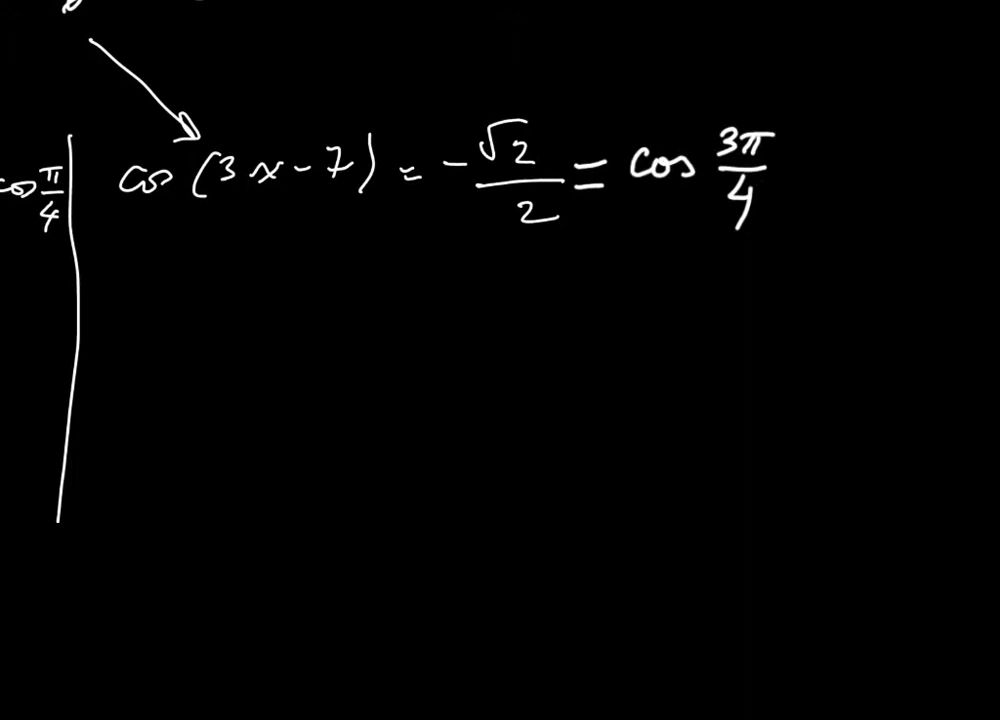 cos π/4 | cos (3x-7) = -√2/2 = cos 3π/4